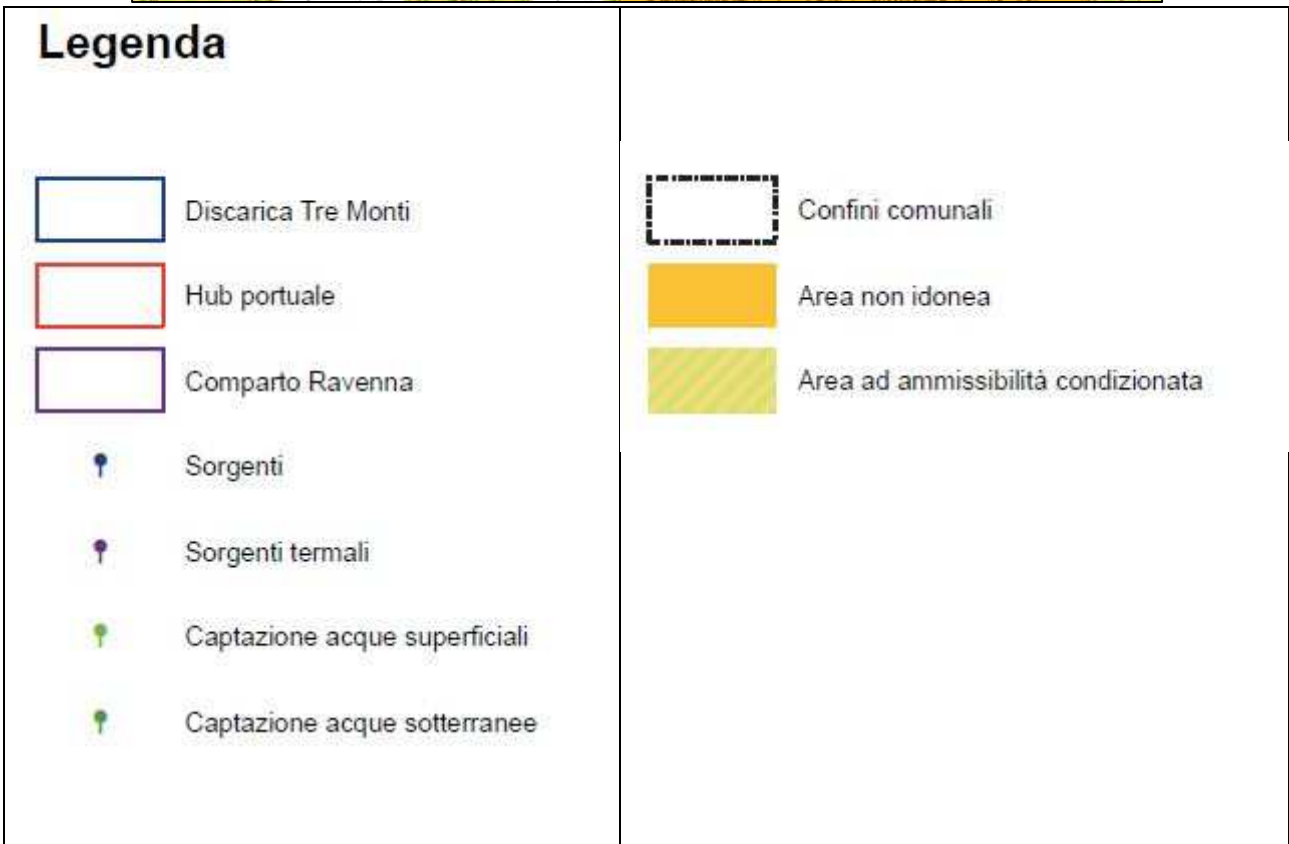 Legenda
Discarica Tre Monti
Hub portuale
Comparto Ravenna
Sorgenti
Sorgenti termali
Captazione acque superficiali
Captazione acque sotterranee
Confini comunali
Area non idonea
Area ad ammissibilità condizionata